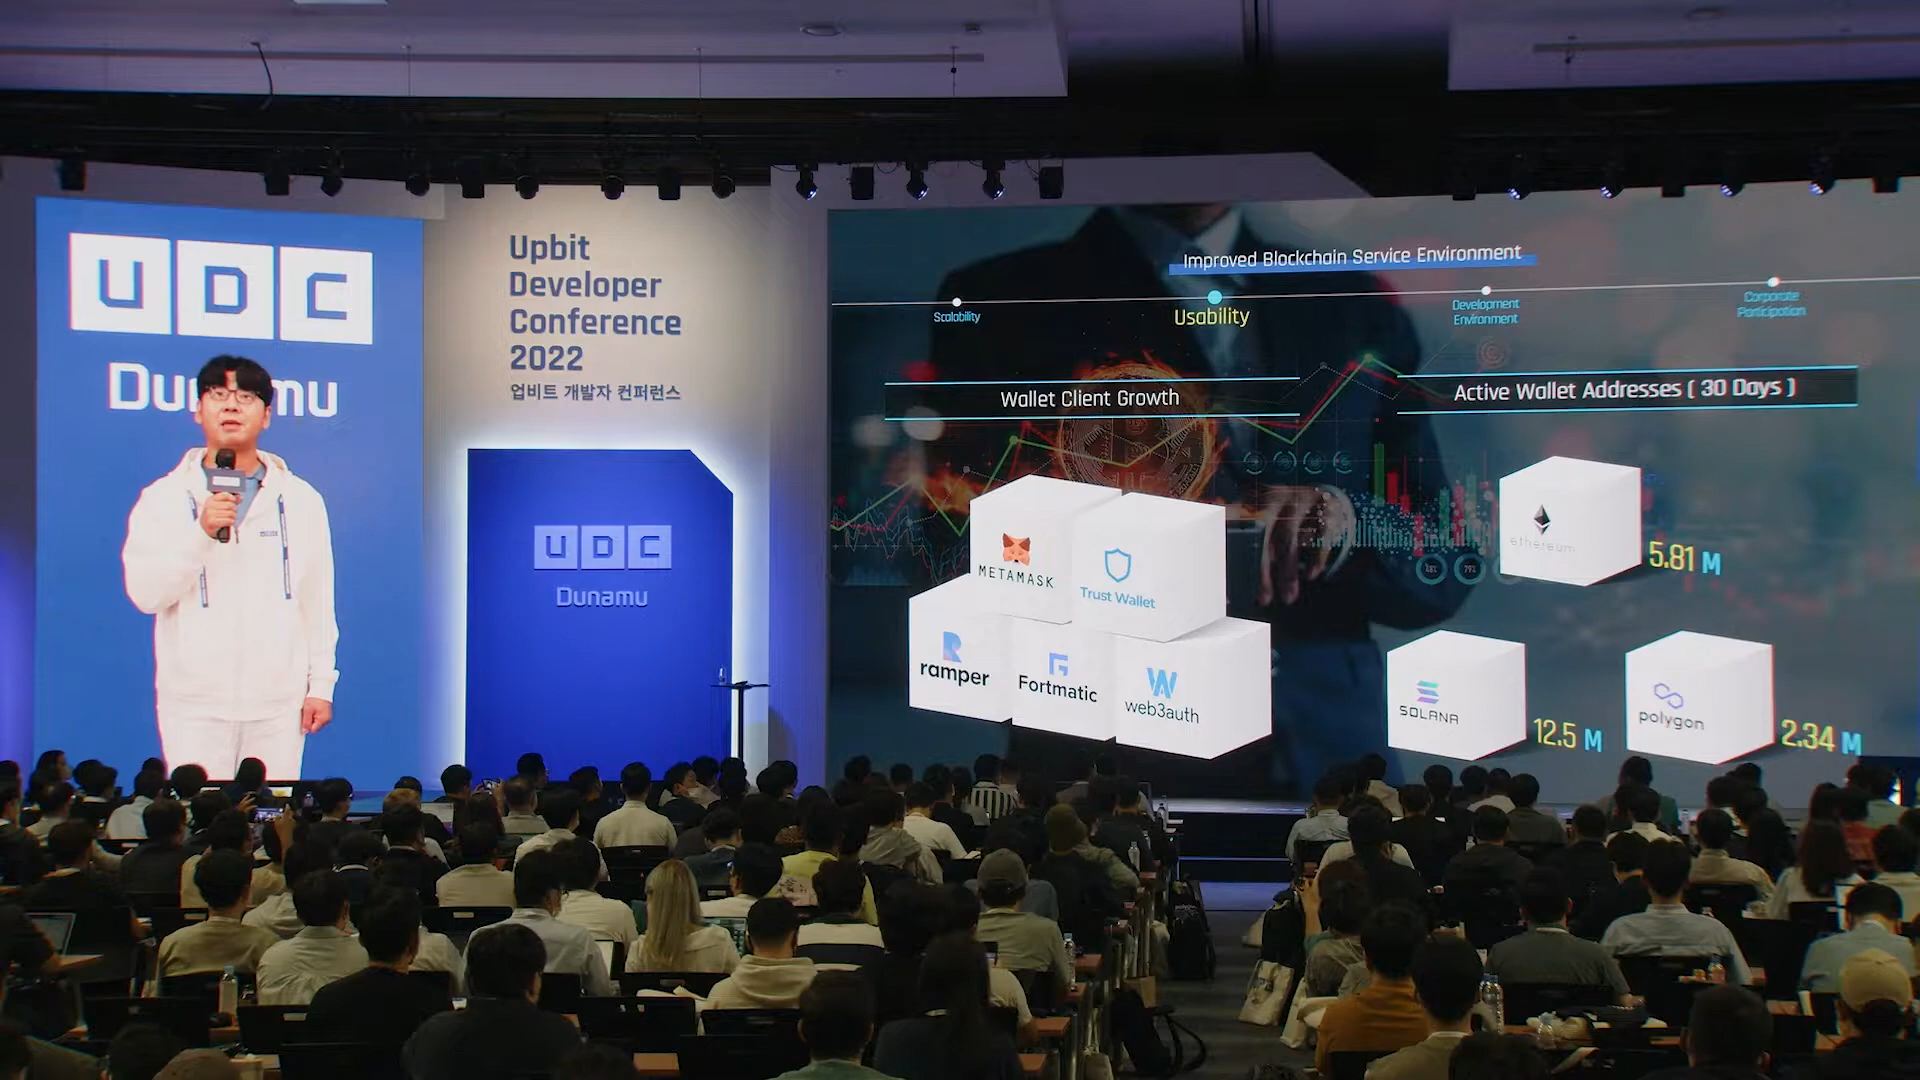 UDC
Dunamu
Upbit
Developer
Conference
2022
업비트 개발자 컨퍼런스
UDC
Dunamu
Improved Blockchain Service Environment
Scalability
Usability
Development
Environment
Corporate
Participation
Wallet Client Growth
Active Wallet Addresses ( 30 Days )
METAMASK
Trust Wallet
ramper
Fortmatic
web3auth
ethereum
5.81 M
SOLANA
12.5 M
polygon
2.34 M